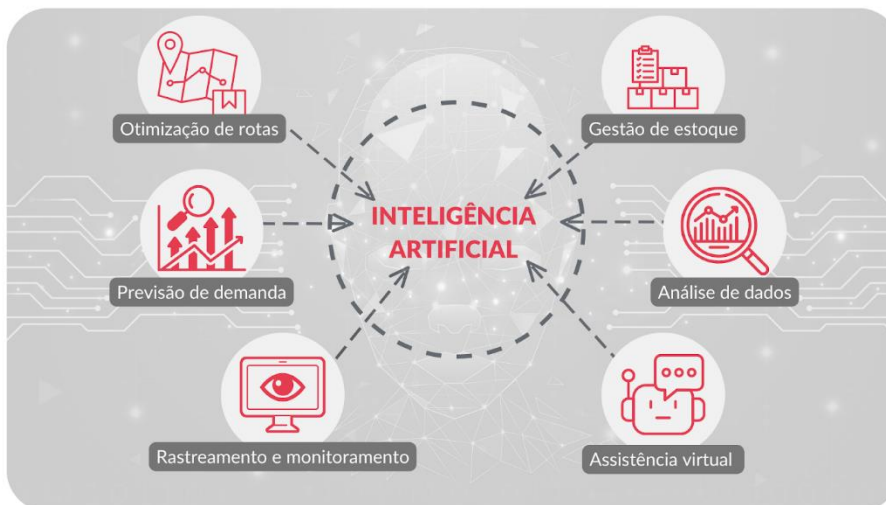 Otimização de rotas
Gestão de estoque
INTELIGÊNCIA
ARTIFICIAL
Previsão de demanda
Análise de dados
Rastreamento e monitoramento
Assistência virtual